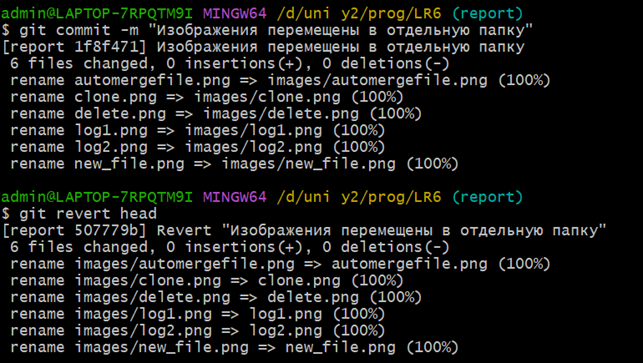 admin@LAPTOP-7RPQTM9I MINGW64 /d/uni y2/prog/LR6 (report)
$ git commit -m "Изображения перемещены в отдельную папку"
[report 1f8f471] Изображения перемещены в отдельную папку
 6 files changed, 0 insertions(+), 0 deletions(-)
 rename automergefile.png => images/automergefile.png (100%)
 rename clone.png => images/clone.png (100%)
 rename delete.png => images/delete.png (100%)
 rename log1.png => images/log1.png (100%)
 rename log2.png => images/log2.png (100%)
 rename new_file.png => images/new_file.png (100%)

admin@LAPTOP-7RPQTM9I MINGW64 /d/uni y2/prog/LR6 (report)
$ git revert head
[report 507779b] Revert "Изображения перемещены в отдельную папку"
 6 files changed, 0 insertions(+), 0 deletions(-)
 rename images/automergefile.png => automergefile.png (100%)
 rename images/clone.png => clone.png (100%)
 rename images/delete.png => delete.png (100%)
 rename images/log1.png => log1.png (100%)
 rename images/log2.png => log2.png (100%)
 rename images/new_file.png => new_file.png (100%)